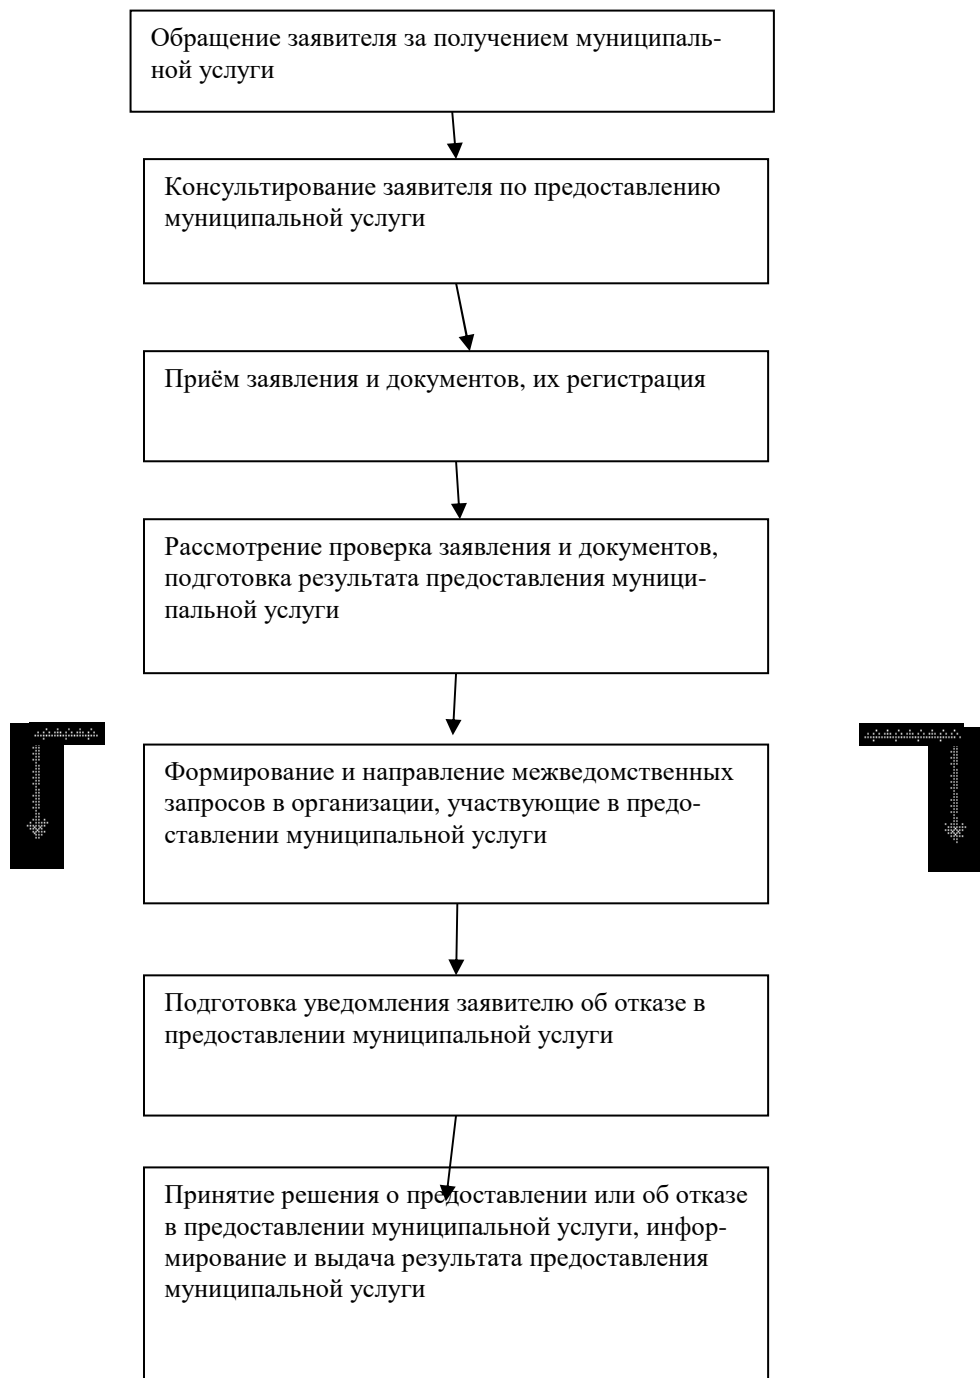 Обращение заявителя за получением муниципаль-
ной услуги
Консультирование заявителя по предоставлению
муниципальной услуги
Приём заявления и документов, их регистрация
Рассмотрение проверка заявления и документов,
подготовка результата предоставления муници-
пальной услуги
Формирование и направление межведомственных
запросов в организации, участвующие в предо-
ставлении муниципальной услуги
Подготовка уведомления заявителю об отказе в
предоставлении муниципальной услуги
Принятие решения о предоставлении или об отказе
в предоставлении муниципальной услуги, инфор-
мирование и выдача результата предоставления
муниципальной услуги